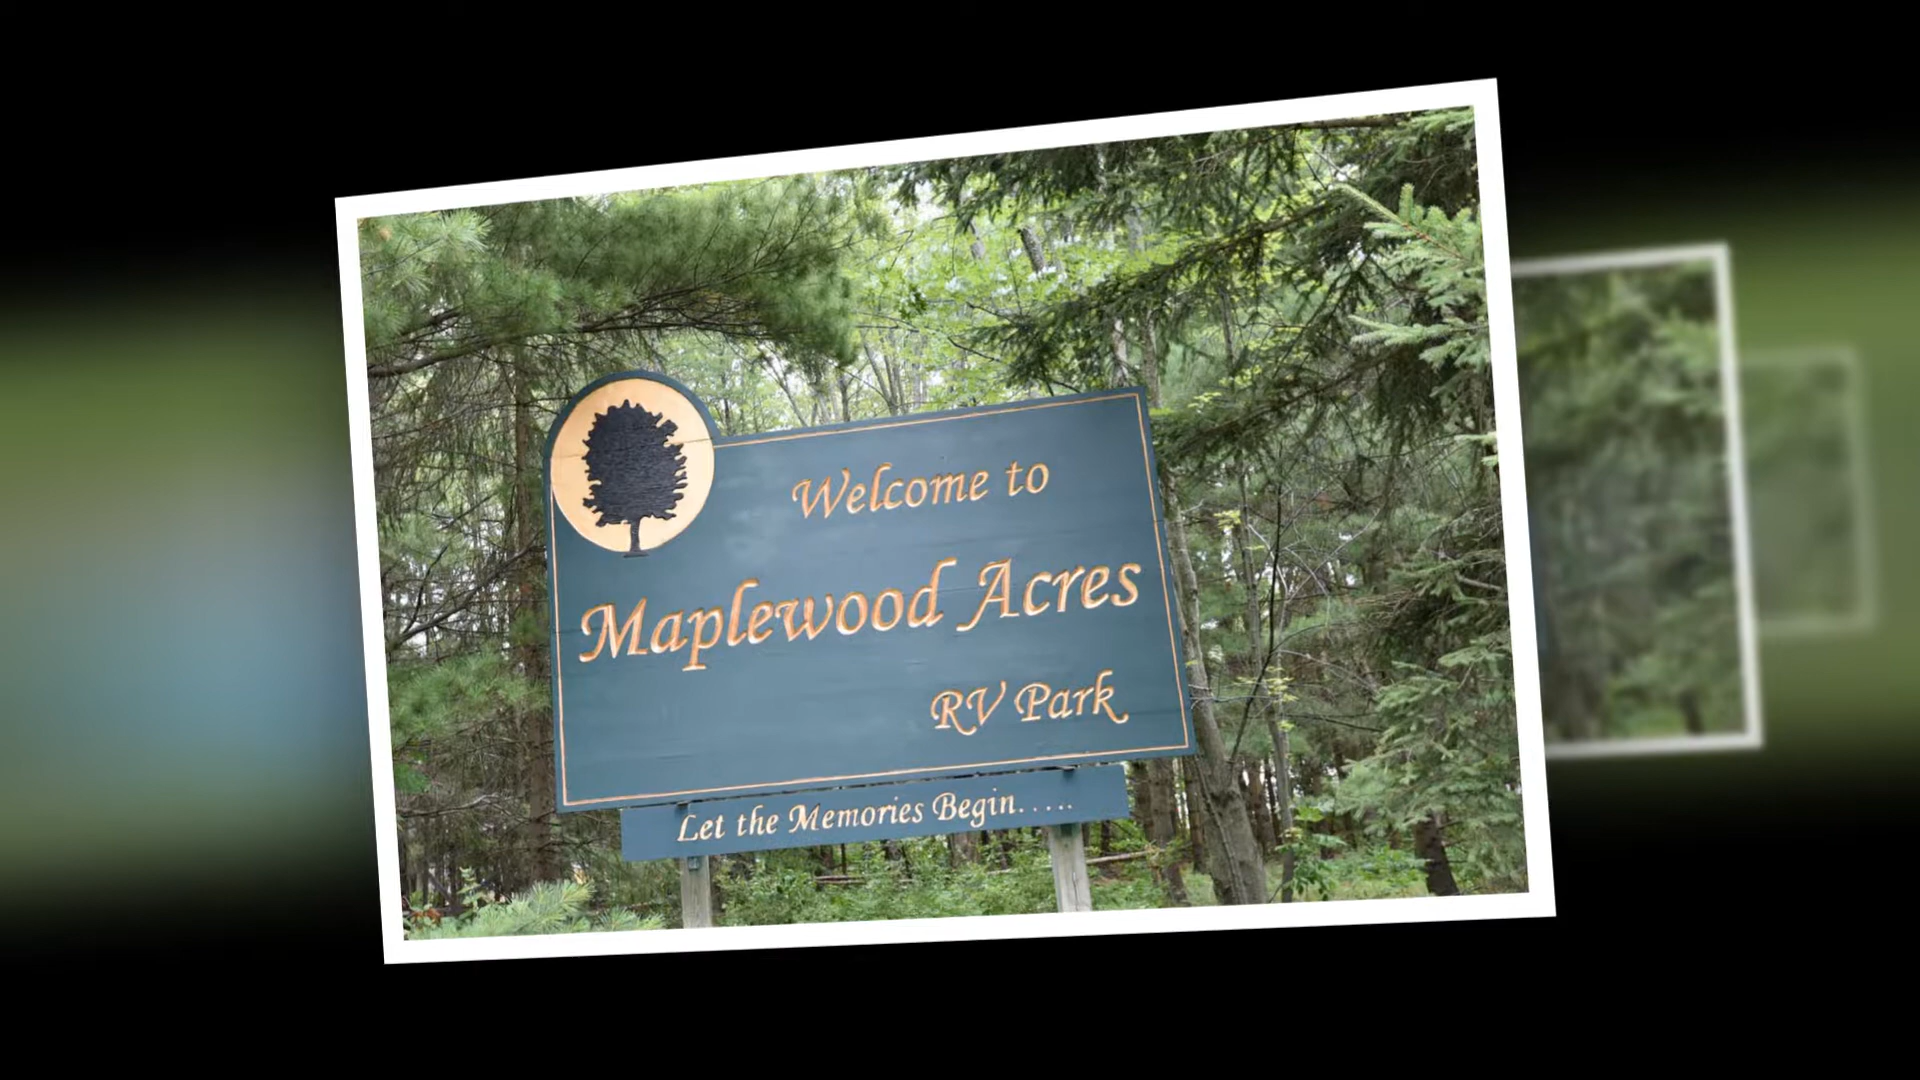 Welcome to
Maplewood Acres
RV Park
Let the Memories Begin.....